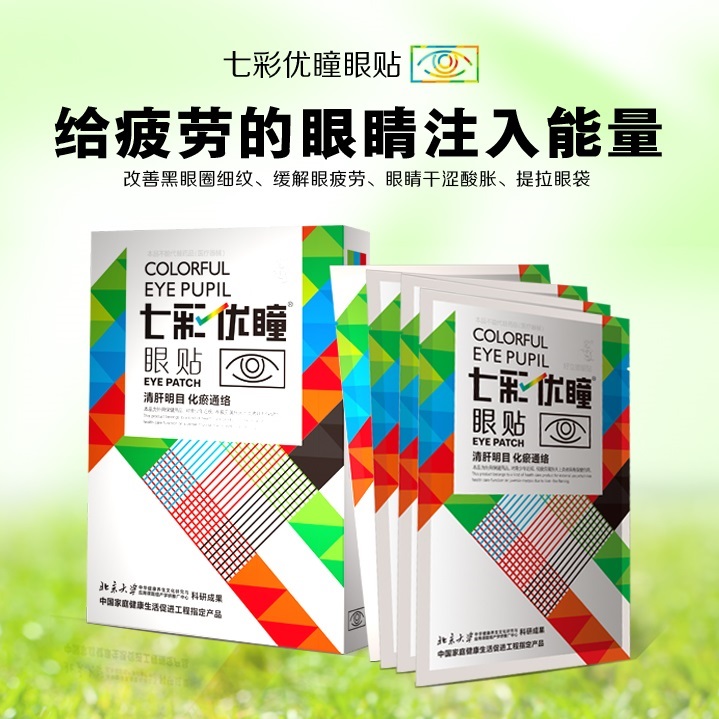 七彩优瞳眼贴
给疲劳的眼睛注入能量
改善黑眼圈细纹、缓解眼疲劳、眼睛干涩酸胀、提拉眼袋
COLORFUL
EYE PUPIL
七彩优瞳®
眼贴
EYE PATCH
清肝明目 化瘀通络
北京大学
科研成果
中国家庭健康生活促进工程指定产品
COLORFUL
EYE PUPIL
七彩优瞳
眼贴
EYE PATCH
清肝明目 化瘀通络
北京大学
科研成果
中国家庭健康生活促进工程指定产品